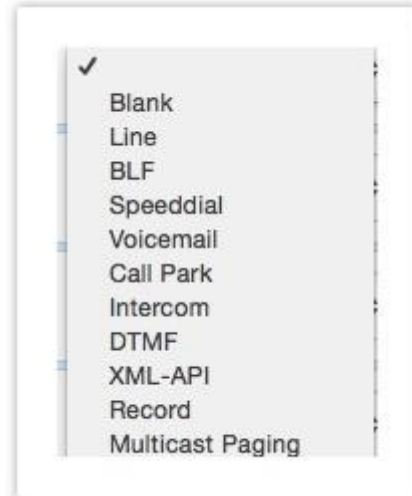 ✓
Blank
Line
BLF
Speeddial
Voicemail
Call Park
Intercom
DTMF
XML-API
Record
Multicast Paging